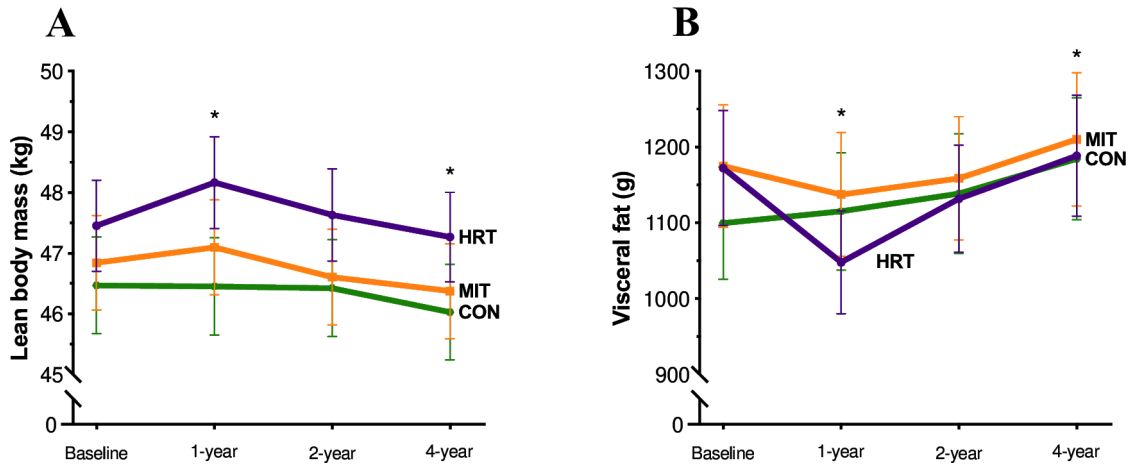 A
Lean body mass (kg)
50
49
48
47
46
45
0
*
*
HRT
MIT
CON
Baseline
1-year
2-year
4-year
B
Visceral fat (g)
1300
1200
1100
1000
900
0
*
*
MIT
CON
HRT
Baseline
1-year
2-year
4-year